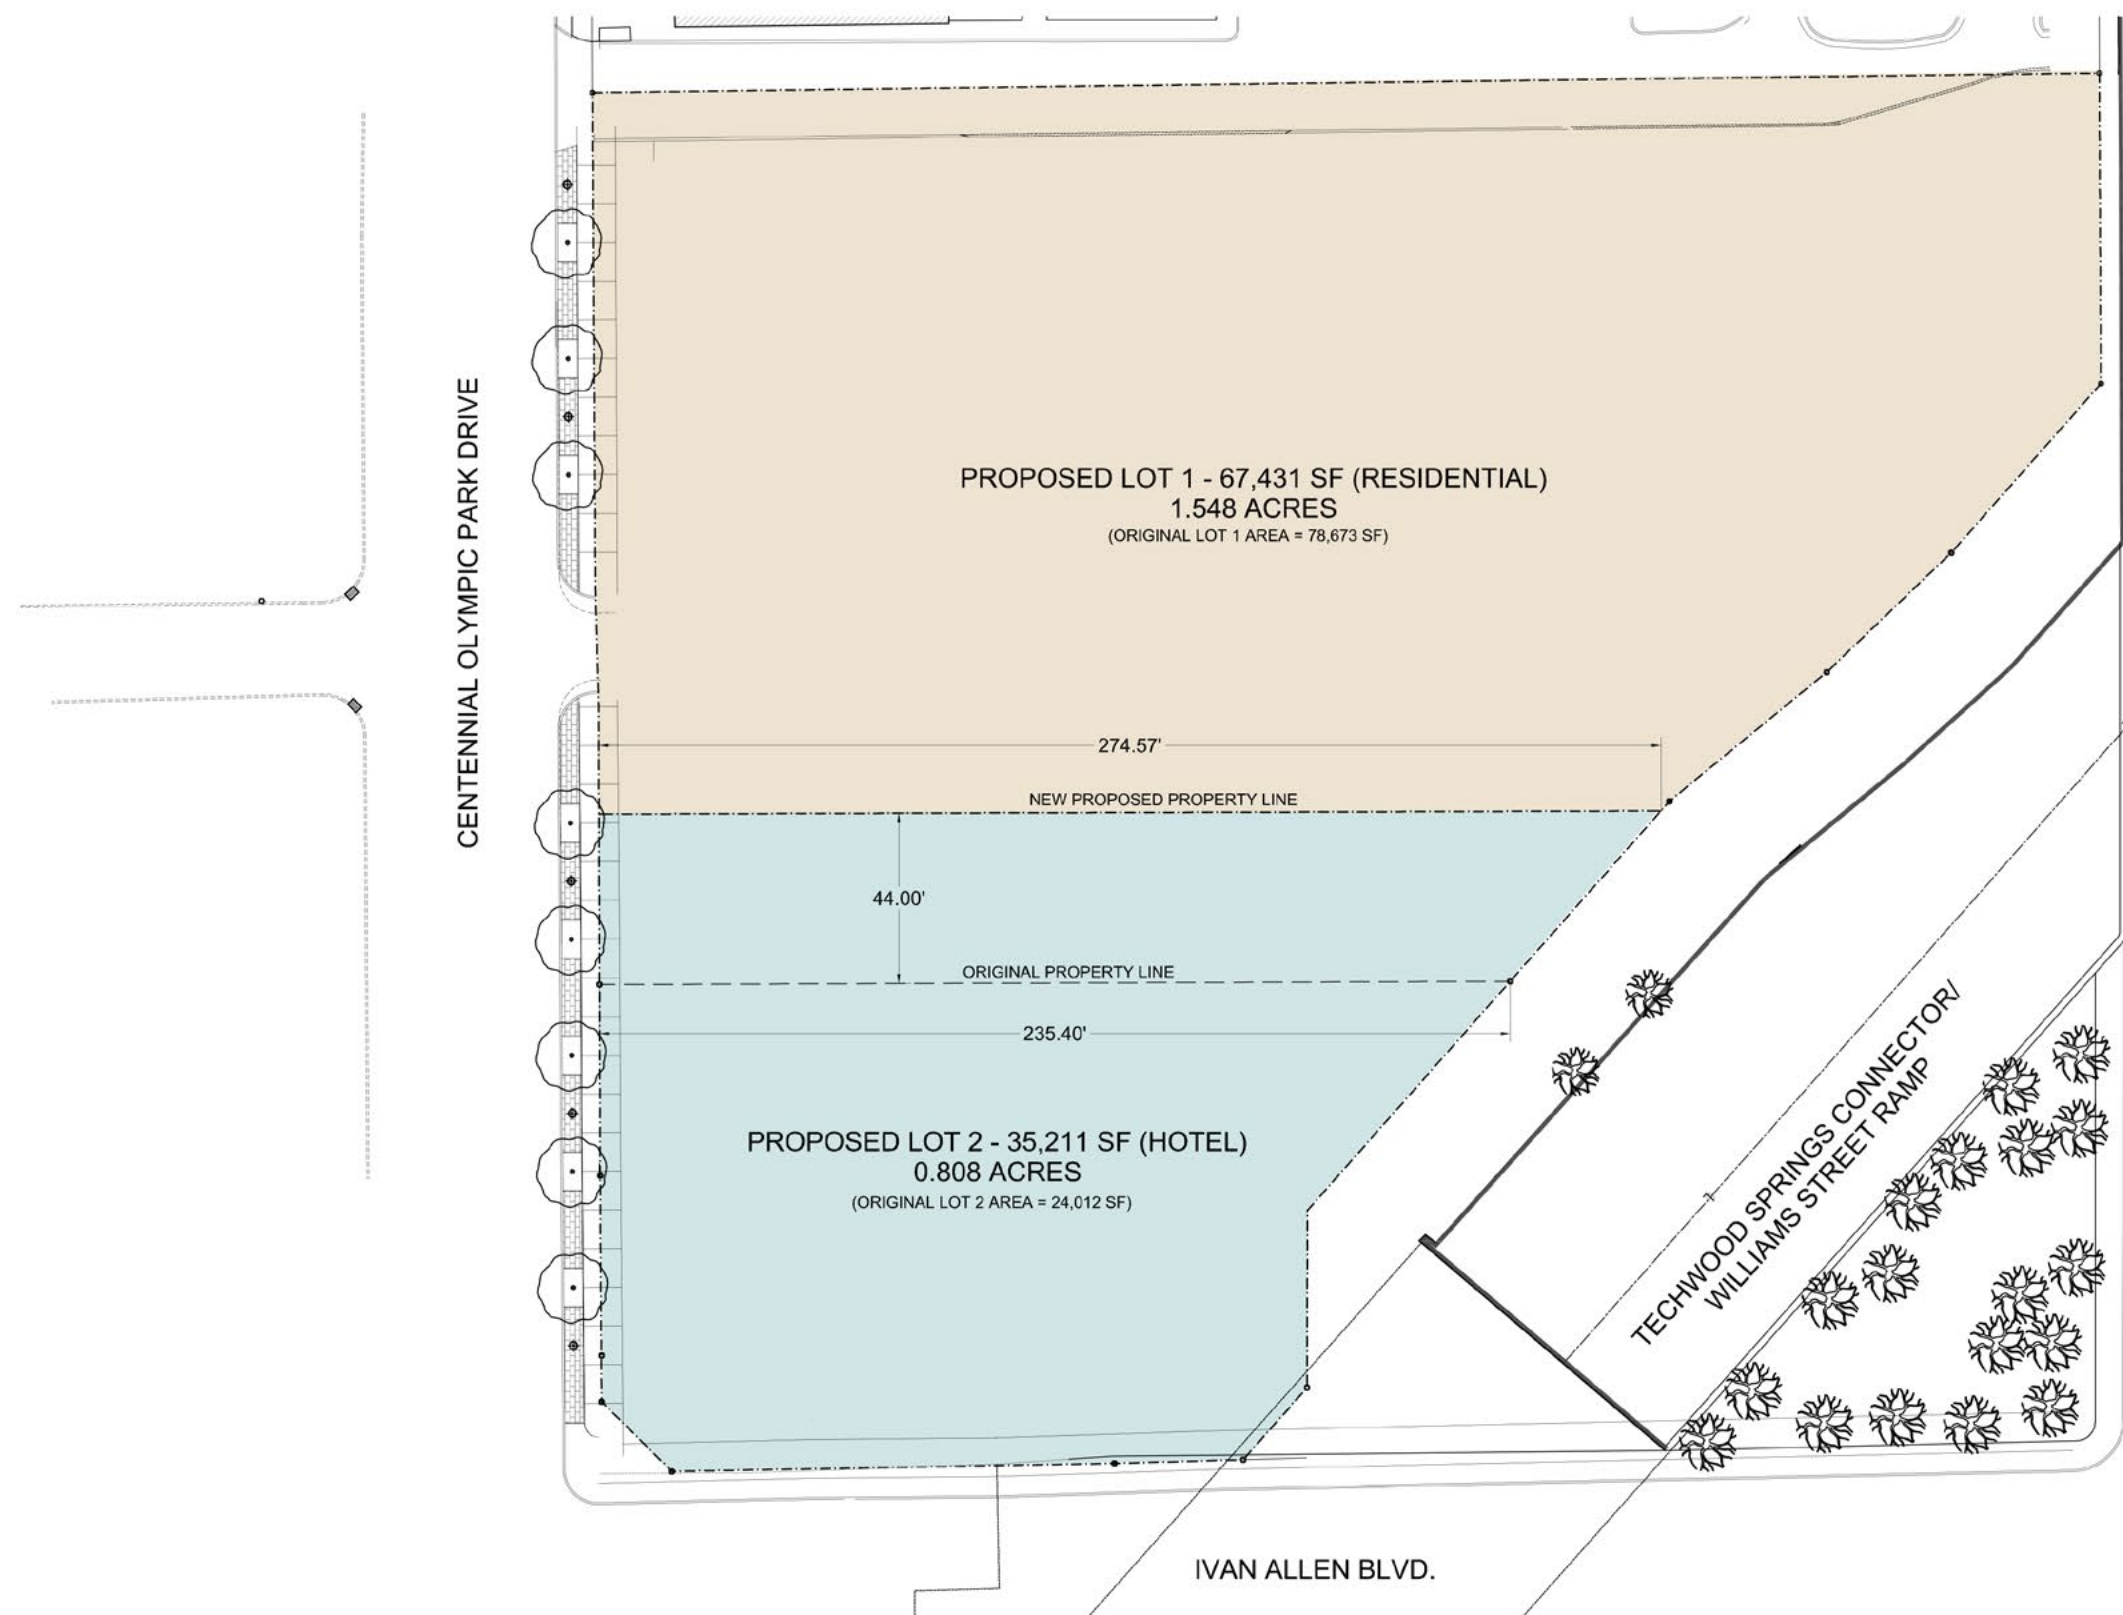 CENTENNIAL OLYMPIC PARK DRIVE
PROPOSED LOT 1 - 67,431 SF (RESIDENTIAL)
1.548 ACRES
(ORIGINAL LOT 1 AREA = 78,673 SF)
274.57'
NEW PROPOSED PROPERTY LINE
44.00'
ORIGINAL PROPERTY LINE
235.40'
PROPOSED LOT 2 - 35,211 SF (HOTEL)
0.808 ACRES
(ORIGINAL LOT 2 AREA = 24,012 SF)
TECHWOOD SPRINGS CONNECTOR/
WILLIAMS STREET RAMP
IVAN ALLEN BLVD.